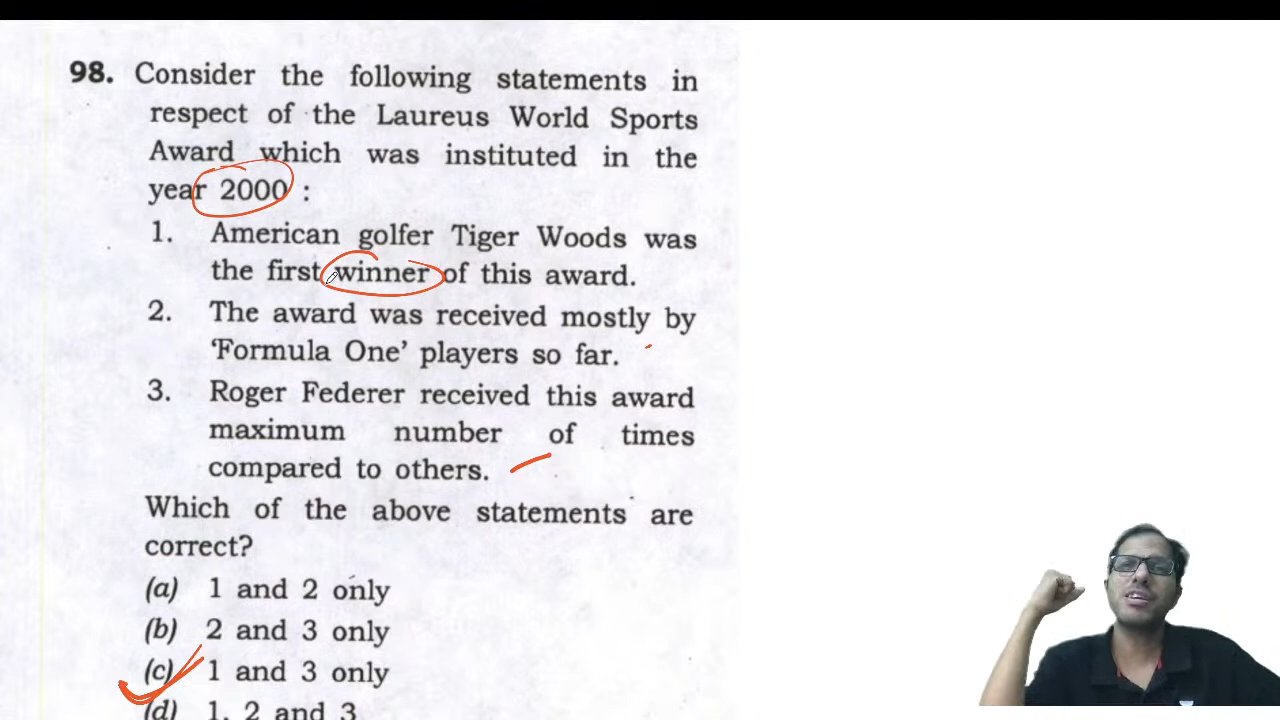 98. Consider the following statements in
respect of the Laureus World Sports
Award which was instituted in the
year 2000 :
1. American golfer Tiger Woods was
the first winner of this award.
2. The award was received mostly by
‘Formula One’ players so far.
3. Roger Federer received this award
maximum number of times
compared to others.
Which of the above statements are
correct?
(a) 1 and 2 only
(b) 2 and 3 only
(c) 1 and 3 only
(d) 1, 2 and 3